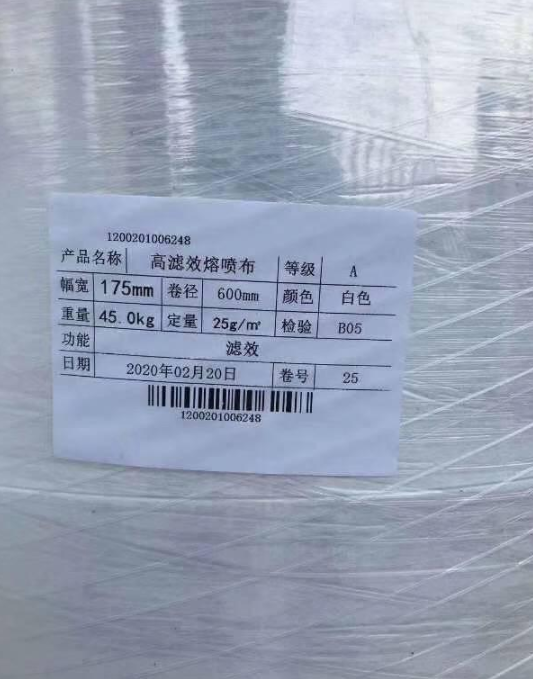 1200201006248
产品名称 高滤效熔喷布 等级 A
幅宽 175mm 卷径 600mm 颜色 白色
重量 45.0kg 定量 25g/㎡ 检验 B05
功能 滤效
日期 2020年02月20日 卷号 25
1200201006248